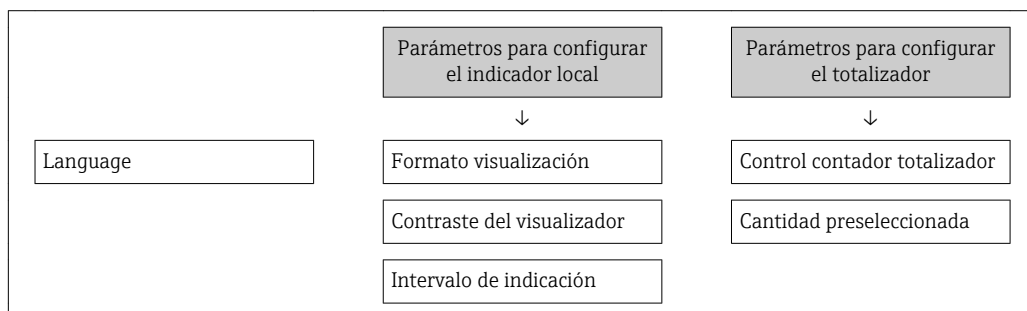 Parámetros para configurar
el indicador local
Parámetros para configurar
el totalizador
↓
↓
Language
Formato visualización
Control contador totalizador
Contraste del visualizador
Cantidad preseleccionada
Intervalo de indicación